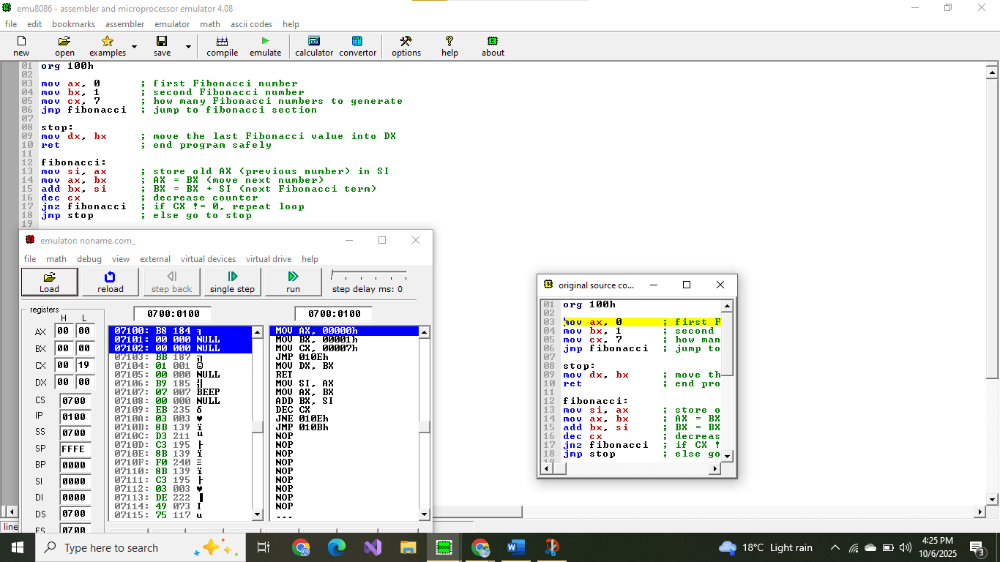 emu8086 - assembler and microprocessor emulator 4.08
file edit bookmarks assembler emulator math ascii codes help
new open examples save compile emulate calculator convertor options help about
01 org 100h
02
03 mov ax, 0 ; first Fibonacci number
04 mov bx, 1 ; second Fibonacci number
05 mov cx, 7 ; how many Fibonacci numbers to generate
06 jmp fibonacci ; jump to fibonacci section
07
08 stop:
09 mov dx, bx ; move the last Fibonacci value into DX
10 ret ; end program safely
11
12 fibonacci:
13 mov si, ax ; store old AX (previous number) in SI
14 mov ax, bx ; AX = BX (move next number)
15 add bx, si ; BX = BX + SI (next Fibonacci term)
16 dec cx ; decrease counter
17 jnz fibonacci ; if CX != 0, repeat loop
18 jmp stop ; else go to stop
19
line
emulator: noname.com_
file math debug view external virtual devices virtual drive help
Load reload step back single step run step delay ms: 0
registers
H L
AX 00 00
BX 00 00
CX 00 19
DX 00 00
CS 0700
IP 0100
SS 0700
SP FFFE
BP 0000
SI 0000
DI 0000
DS 0700
ES 0700
0700:0100
07100: B8 184 ╕
07101: 00 000 NULL
07102: 00 000 NULL
07103: BB 187 ╗
07104: 01 001 ☺
07105: 00 000 NULL
07106: B9 185 ╣
07107: 07 007 BEEP
07108: 00 000 NULL
07109: EB 235 δ
0710A: 03 003 ♥
0710B: 8B 139 ï
0710C: D3 211 ╙
0710D: C3 195 ├
0710E: 8B 139 ï
0710F: F0 240 ≡
07110: 8B 139 ï
07111: C3 195 ├
07112: 03 003 ♥
07113: DE 222 ▐
07114: 49 073 I
07115: 75 117 u
0700:0100
MOV AX, 00000h
MOV BX, 00001h
MOV CX, 00007h
JMP 010Eh
MOV DX, BX
RET
MOV SI, AX
MOV AX, BX
ADD BX, SI
DEC CX
JNE 010Eh
JMP 010Bh
NOP
NOP
NOP
NOP
NOP
NOP
NOP
NOP
NOP
...
original source co...
01 org 100h
03 mov ax, 0 ; first F
04 mov bx, 1 ; second
05 mov cx, 7 ; how man
06 jmp fibonacci ; jump to
07
08 stop:
09 mov dx, bx ; move th
10 ret ; end pro
11
12 fibonacci:
13 mov si, ax ; store o
14 mov ax, bx ; AX = BX
15 add bx, si ; BX = BX
16 dec cx ; decreas
17 jnz fibonacci ; if CX !
18 jmp stop ; else go
19
Type here to search
8086
W
18°C Light rain
4:25 PM
10/6/2025
3